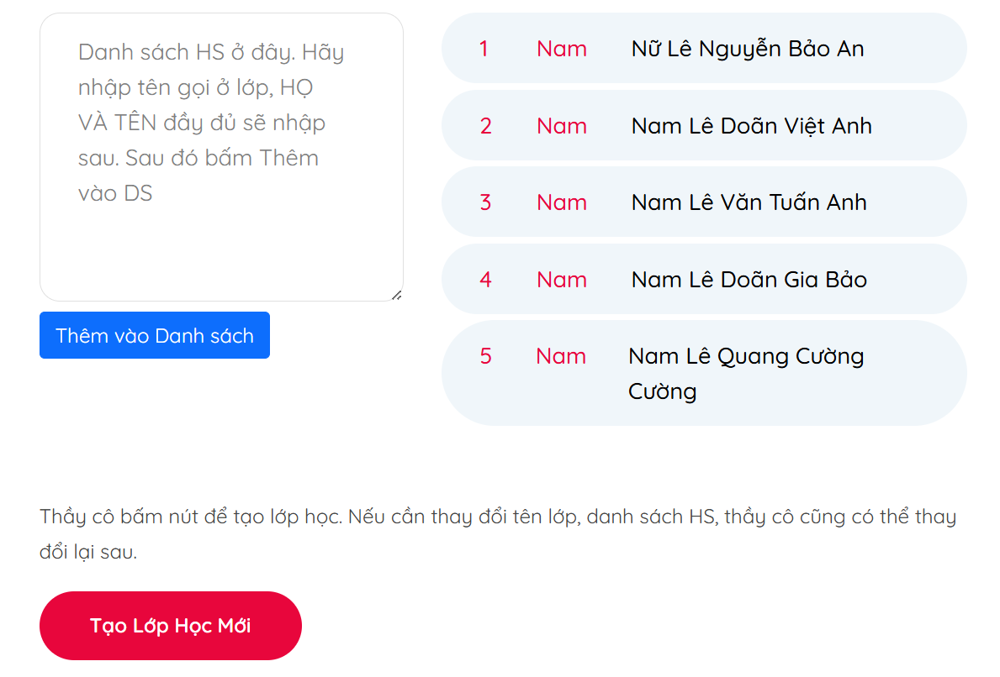 Danh sách HS ở đây. Hãy
nhập tên gọi ở lớp, HỌ
VÀ TÊN đầy đủ sẽ nhập
sau. Sau đó bấm Thêm
vào DS
Thêm vào Danh sách
1 Nam Nữ Lê Nguyễn Bảo An
2 Nam Nam Lê Doãn Việt Anh
3 Nam Nam Lê Văn Tuấn Anh
4 Nam Nam Lê Doãn Gia Bảo
5 Nam Nam Lê Quang Cường
Cường
Thầy cô bấm nút để tạo lớp học. Nếu cần thay đổi tên lớp, danh sách HS, thầy cô cũng có thể thay
đổi lại sau.
Tạo Lớp Học Mới